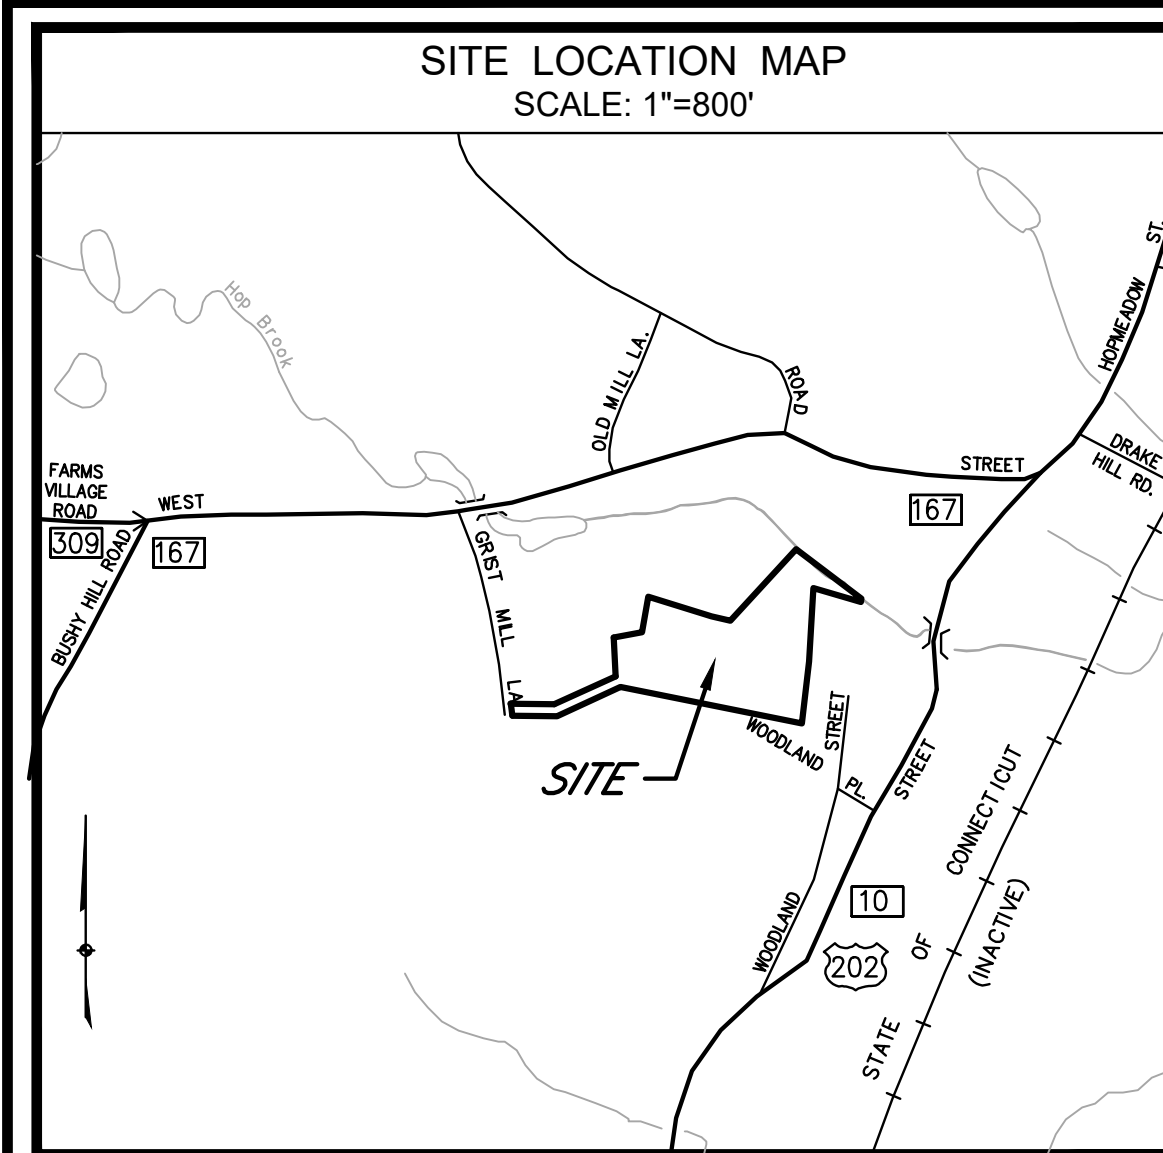 SITE LOCATION MAP
SCALE: 1"=800'
Hop Brook
OLD MILL LA.
ROAD
HOPMEADOW
ST.
DRAKE
HILL RD.
FARMS
VILLAGE
ROAD
WEST
STREET
309
167
167
BUSHY HILL ROAD
GRIST
MILL
LA
SITE
WOODLAND
STREET
PL.
STREET
WOODLAND
10
202
STATE
OF
CONNECTICUT
(INACTIVE)